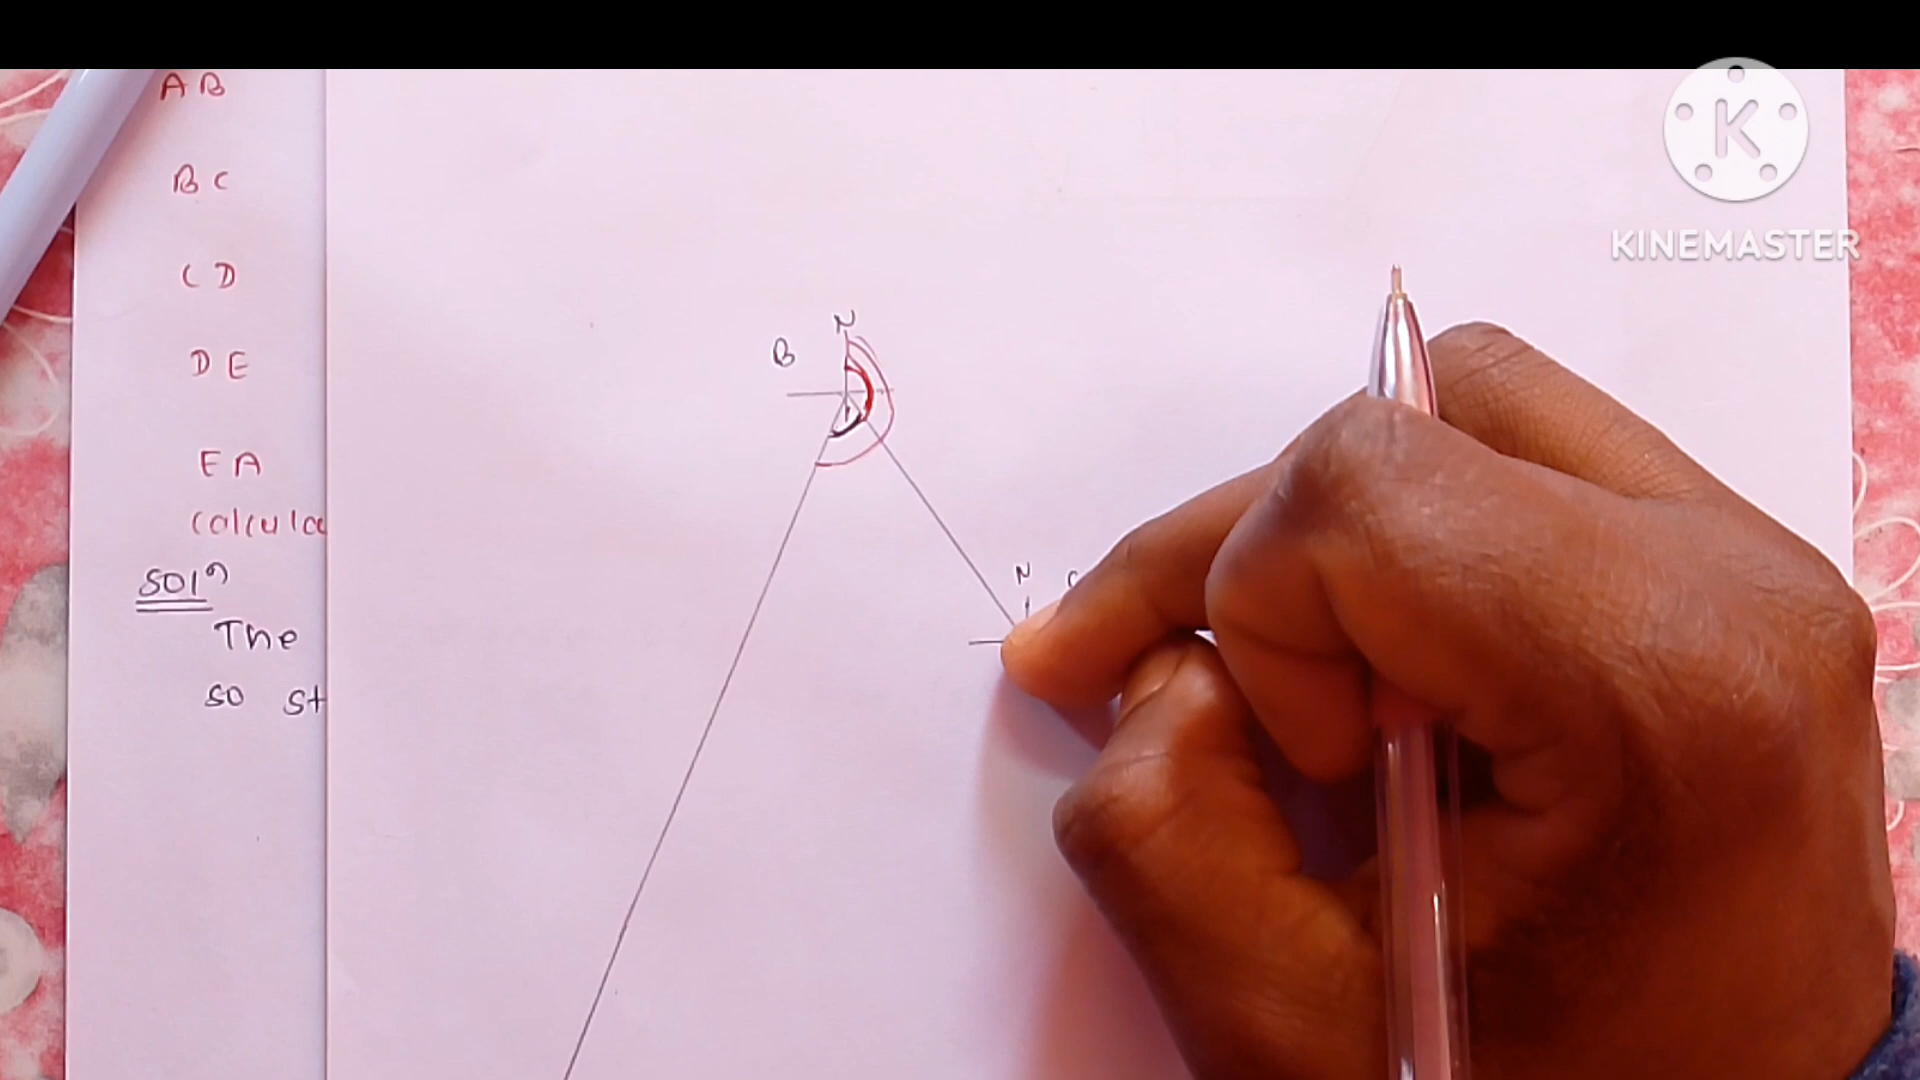 AB
BC
CD
DE
EA
Calcula
Soln
The
so st
N
B
N
C
K
KINEMASTER